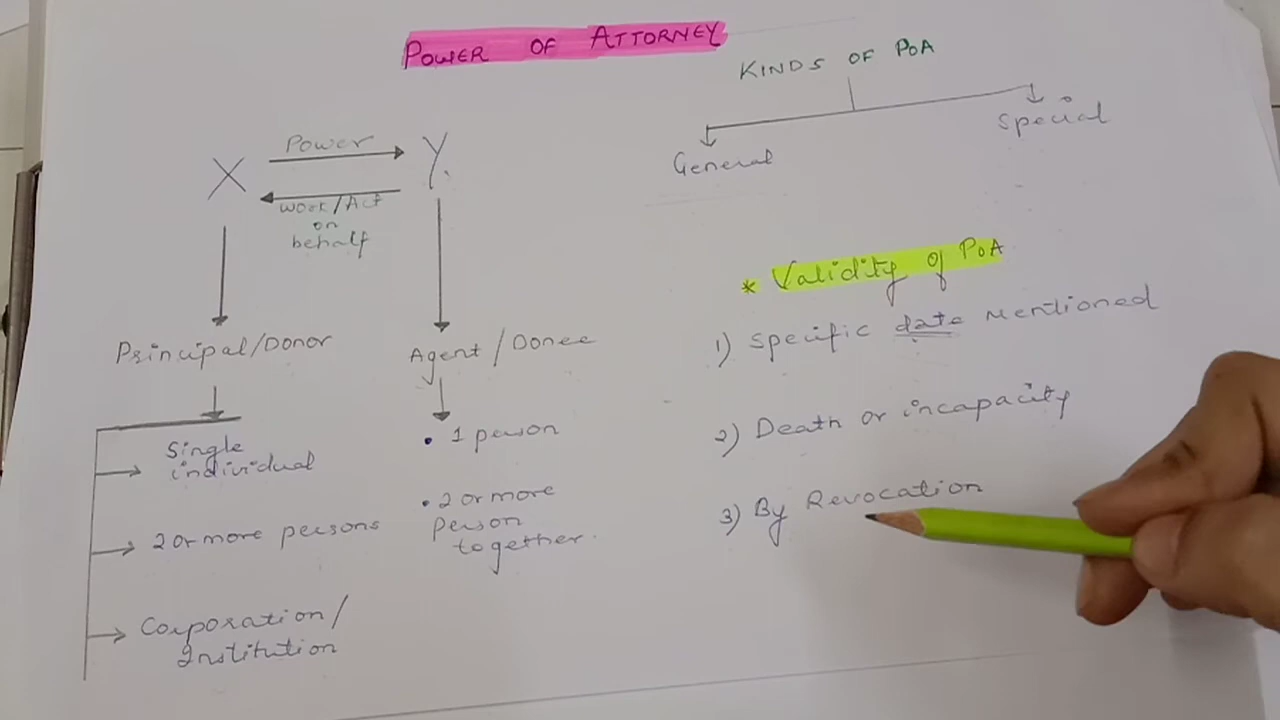 POWER OF ATTORNEY
X
Power
Y.
Work/Act
on
behalf
Principal/Donor
Agent/Donee
Single
individual
2 or more persons
Corporation/
Institution
• 1 person
• 2 or more
person
together.
KINDS OF PoA
General
Special
* Validity of PoA
1) Specific date Mentioned
2) Death or incapacity
3) By Revocation